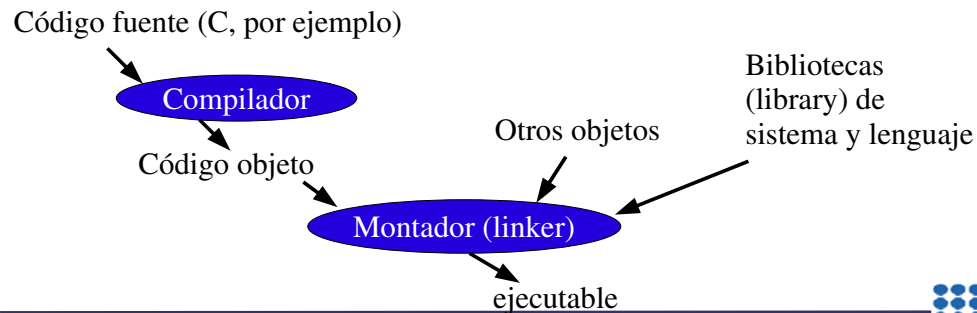 Código fuente (C, por ejemplo)
Compilador
Código objeto
Otros objetos
Bibliotecas
(library) de
sistema y lenguaje
Montador (linker)
ejecutable